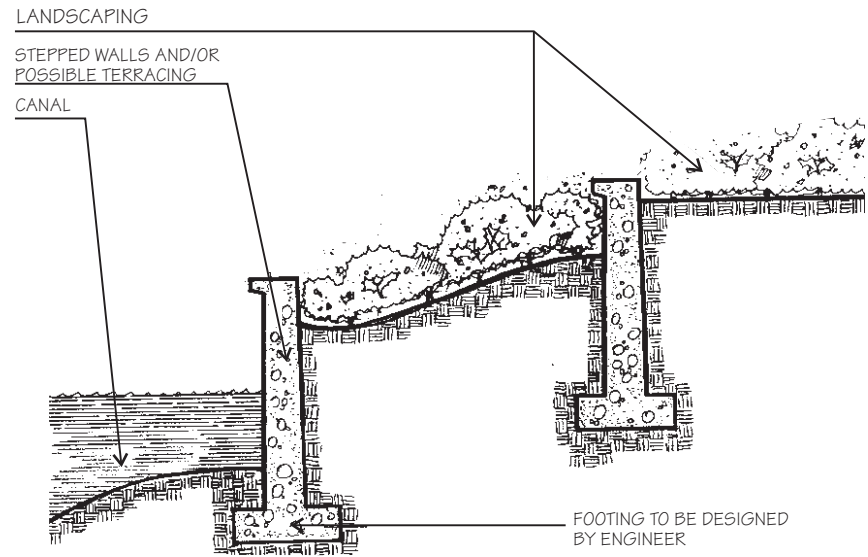 LANDSCAPING
STEPPED WALLS AND/OR
POSSIBLE TERRACING
CANAL
FOOTING TO BE DESIGNED
BY ENGINEER